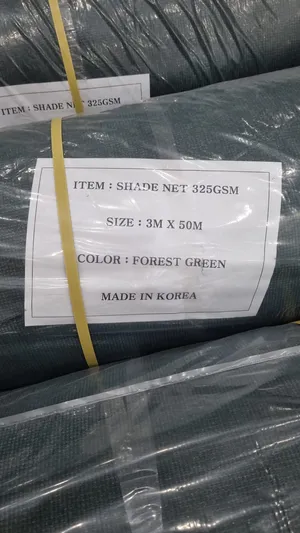 ITEM : SHADE NET 325GSM
ITEM : SHADE NET 325GSM
SIZE : 3M X 50M
COLOR : FOREST GREEN
MADE IN KOREA